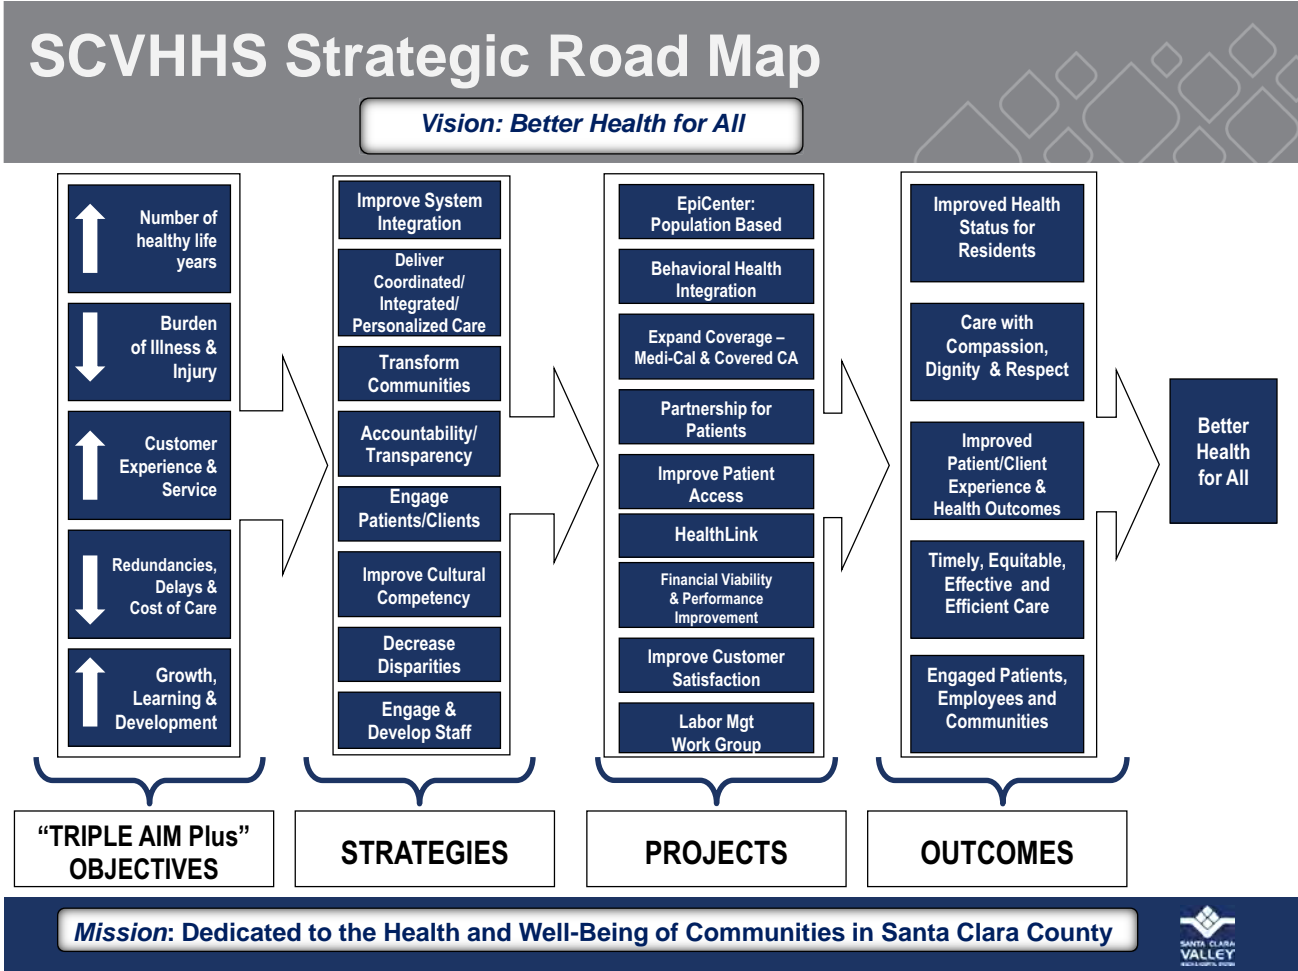 SCVHHS Strategic Road Map
Vision: Better Health for All
Number of
healthy life
years
Burden
of Illness &
Injury
Customer
Experience &
Service
Redundancies,
Delays &
Cost of Care
Growth,
Learning &
Development
“TRIPLE AIM Plus”
OBJECTIVES
Improve System
Integration
Deliver
Coordinated/
Integrated/
Personalized Care
Transform
Communities
Accountability/
Transparency
Engage
Patients/Clients
Improve Cultural
Competency
Decrease
Disparities
Engage &
Develop Staff
STRATEGIES
EpiCenter:
Population Based
Behavioral Health
Integration
Expand Coverage –
Medi-Cal & Covered CA
Partnership for
Patients
Improve Patient
Access
HealthLink
Financial Viability
& Performance
Improvement
Improve Customer
Satisfaction
Labor Mgt
Work Group
PROJECTS
Improved Health
Status for
Residents
Care with
Compassion,
Dignity & Respect
Improved
Patient/Client
Experience &
Health Outcomes
Timely, Equitable,
Effective and
Efficient Care
Engaged Patients,
Employees and
Communities
OUTCOMES
Better
Health
for All
Mission: Dedicated to the Health and Well-Being of Communities in Santa Clara County
SANTA CLARA
VALLEY
HEALTH & HOSPITAL SYSTEM